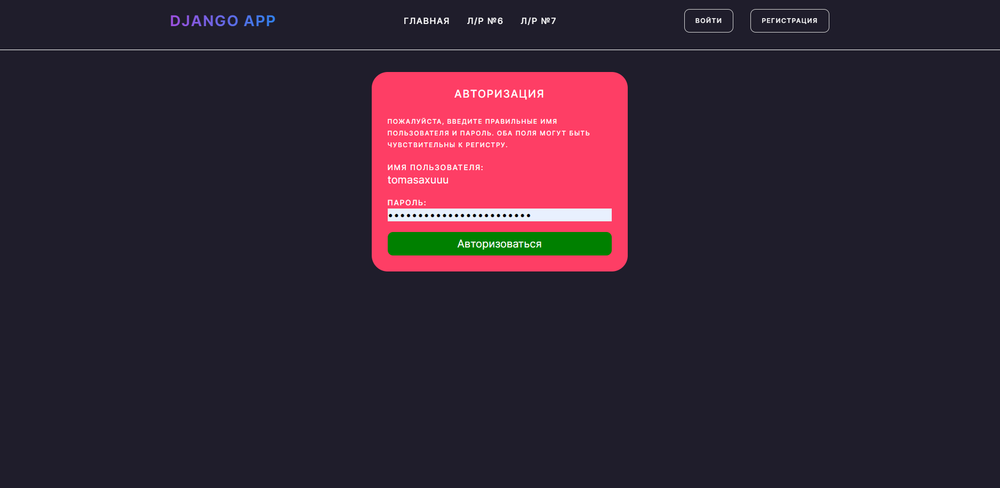 DJANGO APP
ГЛАВНАЯ
Л/Р №6
Л/Р №7
ВОЙТИ
РЕГИСТРАЦИЯ
АВТОРИЗАЦИЯ
ПОЖАЛУЙСТА, ВВЕДИТЕ ПРАВИЛЬНЫЕ ИМЯ
ПОЛЬЗОВАТЕЛЯ И ПАРОЛЬ. ОБА ПОЛЯ МОГУТ БЫТЬ
ЧУВСТВИТЕЛЬНЫ К РЕГИСТРУ.
ИМЯ ПОЛЬЗОВАТЕЛЯ:
tomasaxuuu
ПАРОЛЬ:
••••••••••••••••••••••••
Авторизоваться